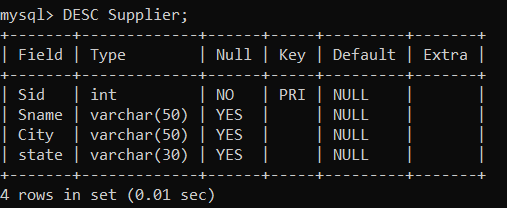 mysql> DESC Supplier;
+-------+-------------+------+-----+---------+-------+
| Field | Type        | Null | Key | Default | Extra |
+-------+-------------+------+-----+---------+-------+
| Sid   | int         | NO   | PRI | NULL    |       |
| Sname | varchar(50) | YES  |     | NULL    |       |
| City  | varchar(50) | YES  |     | NULL    |       |
| state | varchar(30) | YES  |     | NULL    |       |
+-------+-------------+------+-----+---------+-------+
4 rows in set (0.01 sec)